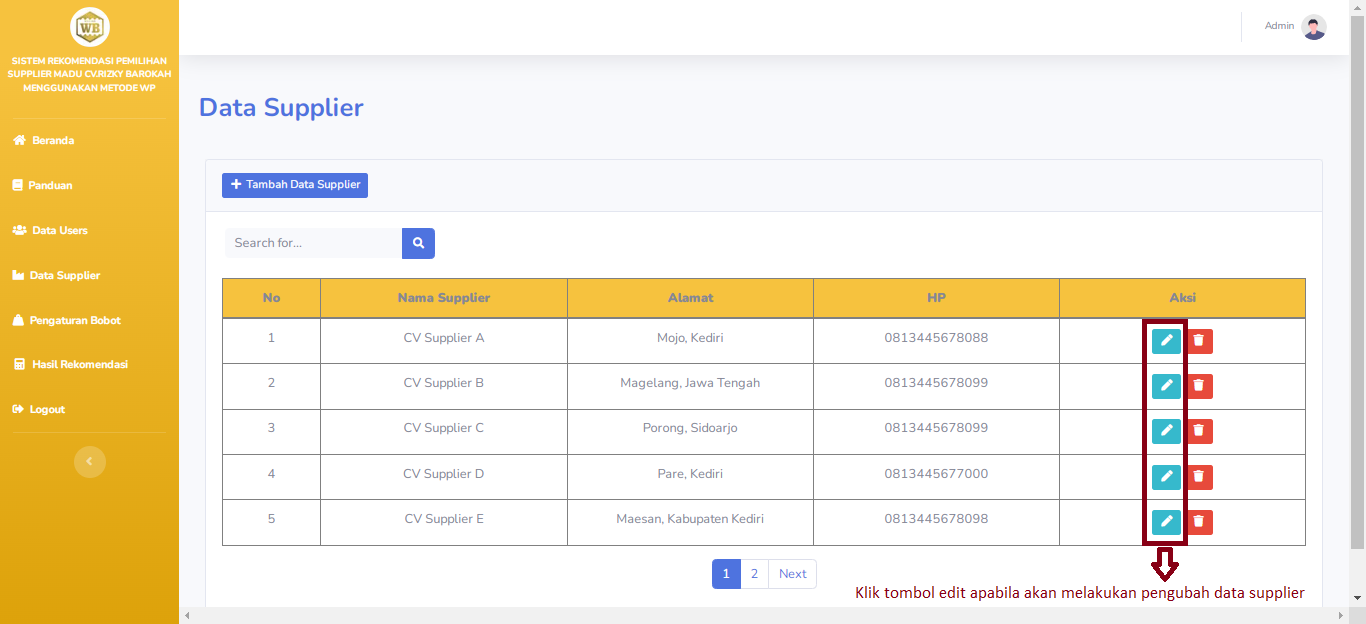 WB
SISTEM REKOMENDASI PEMILIHAN
SUPPLIER MADU CV.RIZKY BAROKAH
MENGGUNAKAN METODE WP
Beranda
Panduan
Data Users
Data Supplier
Pengaturan Bobot
Hasil Rekomendasi
Logout
Admin
Data Supplier
Tambah Data Supplier
Search for...
No Nama Supplier Alamat HP Aksi
1 CV Supplier A Mojo, Kediri 0813445678088
2 CV Supplier B Magelang, Jawa Tengah 0813445678099
3 CV Supplier C Porong, Sidoarjo 0813445678099
4 CV Supplier D Pare, Kediri 0813445677000
5 CV Supplier E Maesan, Kabupaten Kediri 0813445678098
1 2 Next
Klik tombol edit apabila akan melakukan pengubah data supplier